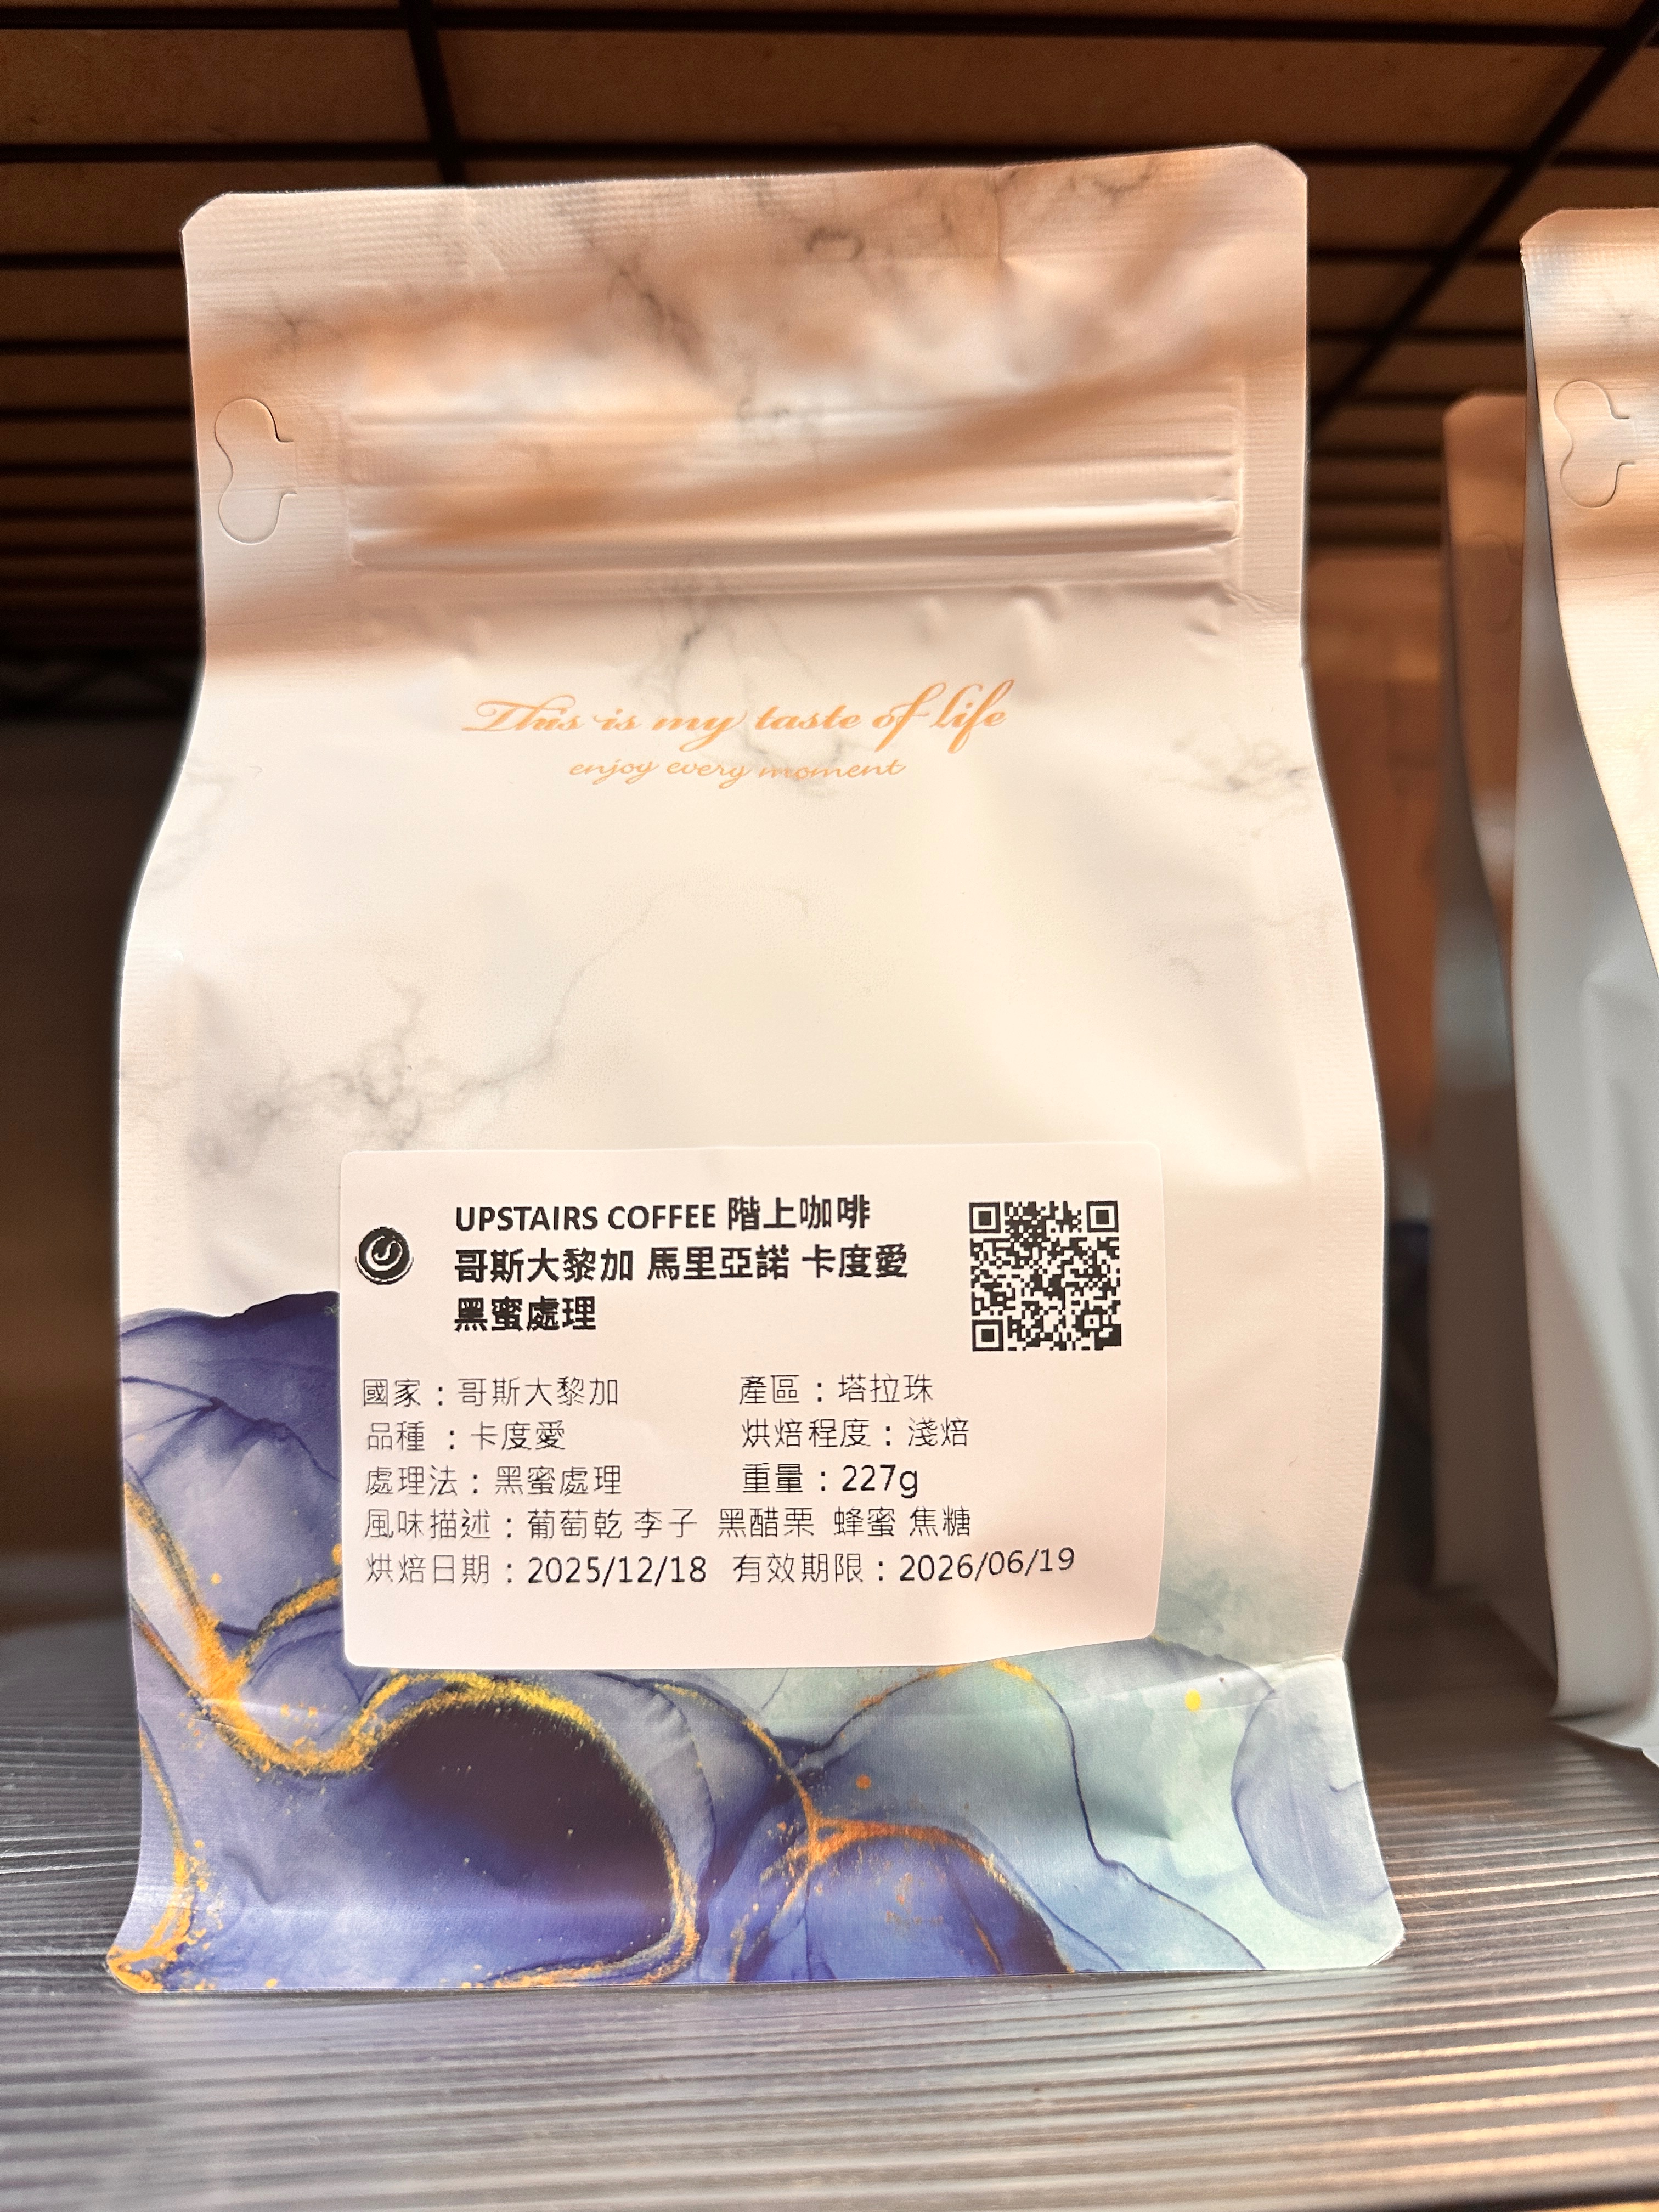 This is my taste of life
enjoy every moment
UPSTAIRS COFFEE 階上咖啡
哥斯大黎加 馬里亞諾 卡度愛
黑蜜處理
國家：哥斯大黎加 產區：塔拉珠
品種 ：卡度愛 烘焙程度：淺焙
處理法：黑蜜處理 重量：227g
風味描述：葡萄乾 李子 黑醋栗 蜂蜜 焦糖
烘焙日期：2025/12/18 有效期限：2026/06/19